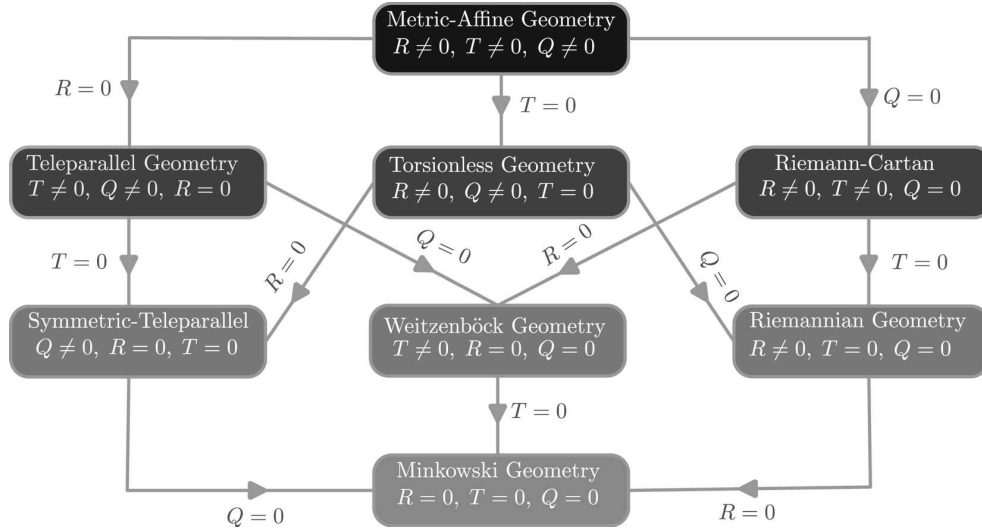 Metric-Affine Geometry
R ≠ 0, T ≠ 0, Q ≠ 0
R = 0
T = 0
Q = 0
Teleparallel Geometry
T ≠ 0, Q ≠ 0, R = 0
Torsionless Geometry
R ≠ 0, Q ≠ 0, T = 0
Riemann-Cartan
R ≠ 0, T ≠ 0, Q = 0
T = 0
R = 0
Q = 0
R = 0
Q = 0
T = 0
Symmetric-Teleparallel
Q ≠ 0, R = 0, T = 0
Weitzenböck Geometry
T ≠ 0, R = 0, Q = 0
Riemannian Geometry
R ≠ 0, T = 0, Q = 0
T = 0
Minkowski Geometry
R = 0, T = 0, Q = 0
Q = 0
R = 0